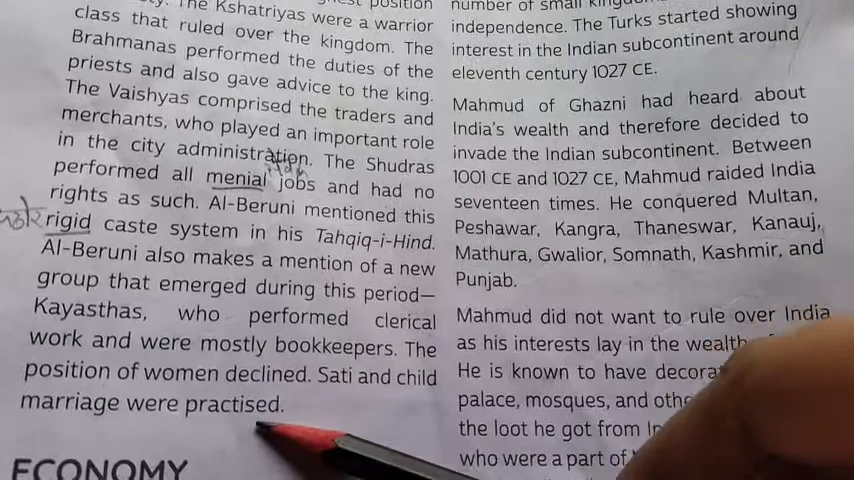 The Kshatriyas were a warrior
class that ruled over the kingdom. The
Brahmanas performed the duties of the
priests and also gave advice to the king.
The Vaishyas comprised the traders and
merchants, who played an important role
in the city administration. The Shudras
performed all menial jobs and had no
rights as such. Al-Beruni mentioned this
rigid caste system in his Tahqiq-i-Hind.
Al-Beruni also makes a mention of a new
group that emerged during this period—
Kayasthas, who performed clerical
work and were mostly bookkeepers. The
position of women declined. Sati and child
marriage were practised.
ECONOMY
number of small
independence. The Turks started showing
interest in the Indian subcontinent around
eleventh century 1027 CE.
Mahmud of Ghazni had heard about
India's wealth and therefore decided to
invade the Indian subcontinent. Between
1001 CE and 1027 CE, Mahmud raided India
seventeen times. He conquered Multan,
Peshawar, Kangra, Thaneswar, Kanauj,
Mathura, Gwalior, Somnath, Kashmir, and
Punjab.
Mahmud did not want to rule over India
as his interests lay in the wealth
He is known to have
palace, mosques, and
the loot he got from
who were a part of